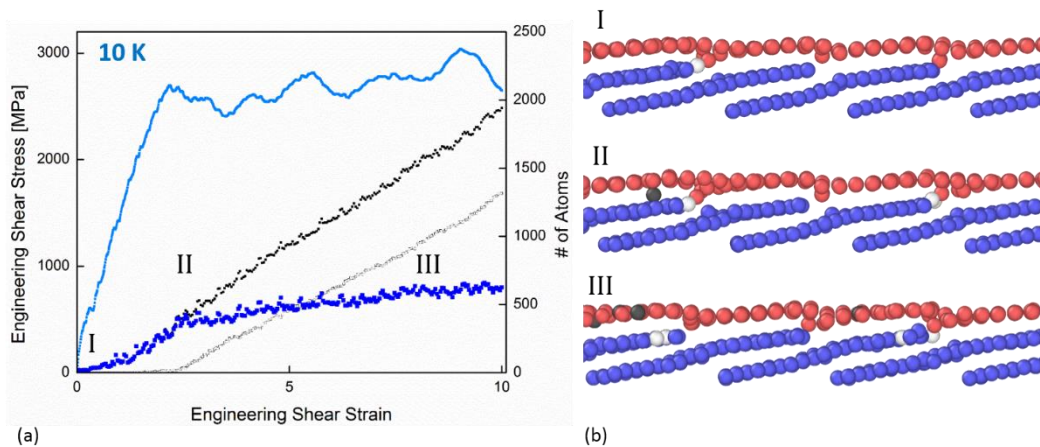 10 K
3000
2000
1000
0
Engineering Shear Stress [MPa]
2500
2000
1500
1000
500
0
# of Atoms
I
II
III
0
5
10
Engineering Shear Strain
(a)
I
II
III
(b)